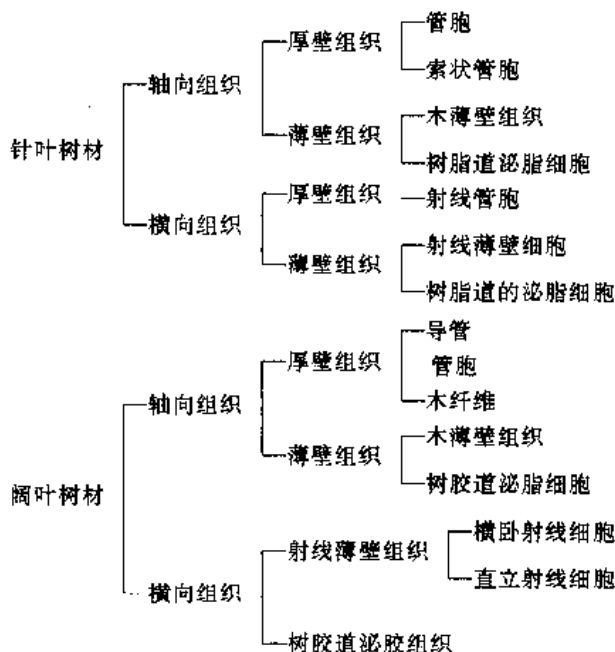 管胞
厚壁组织
索状管胞
轴向组织
木薄壁组织
薄壁组织
针叶树材
树脂道泌脂细胞
厚壁组织
射线管胞
横向组织
射线薄壁细胞
薄壁组织
树脂道的泌脂细胞
导管
厚壁组织
管胞
轴向组织
木纤维
木薄壁组织
薄壁组织
树胶道泌脂细胞
阔叶树材
横卧射线细胞
射线薄壁组织
直立射线细胞
横向组织
树胶道泌胶组织